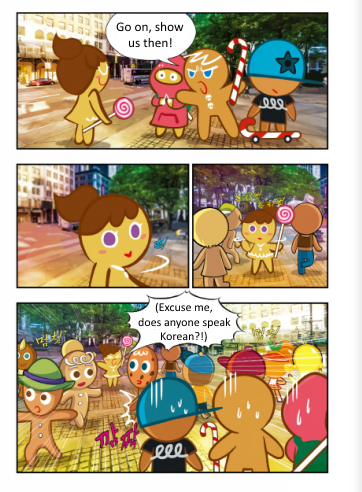 Go on, show
us then!
(Excuse me,
does anyone speak
Korean?!)